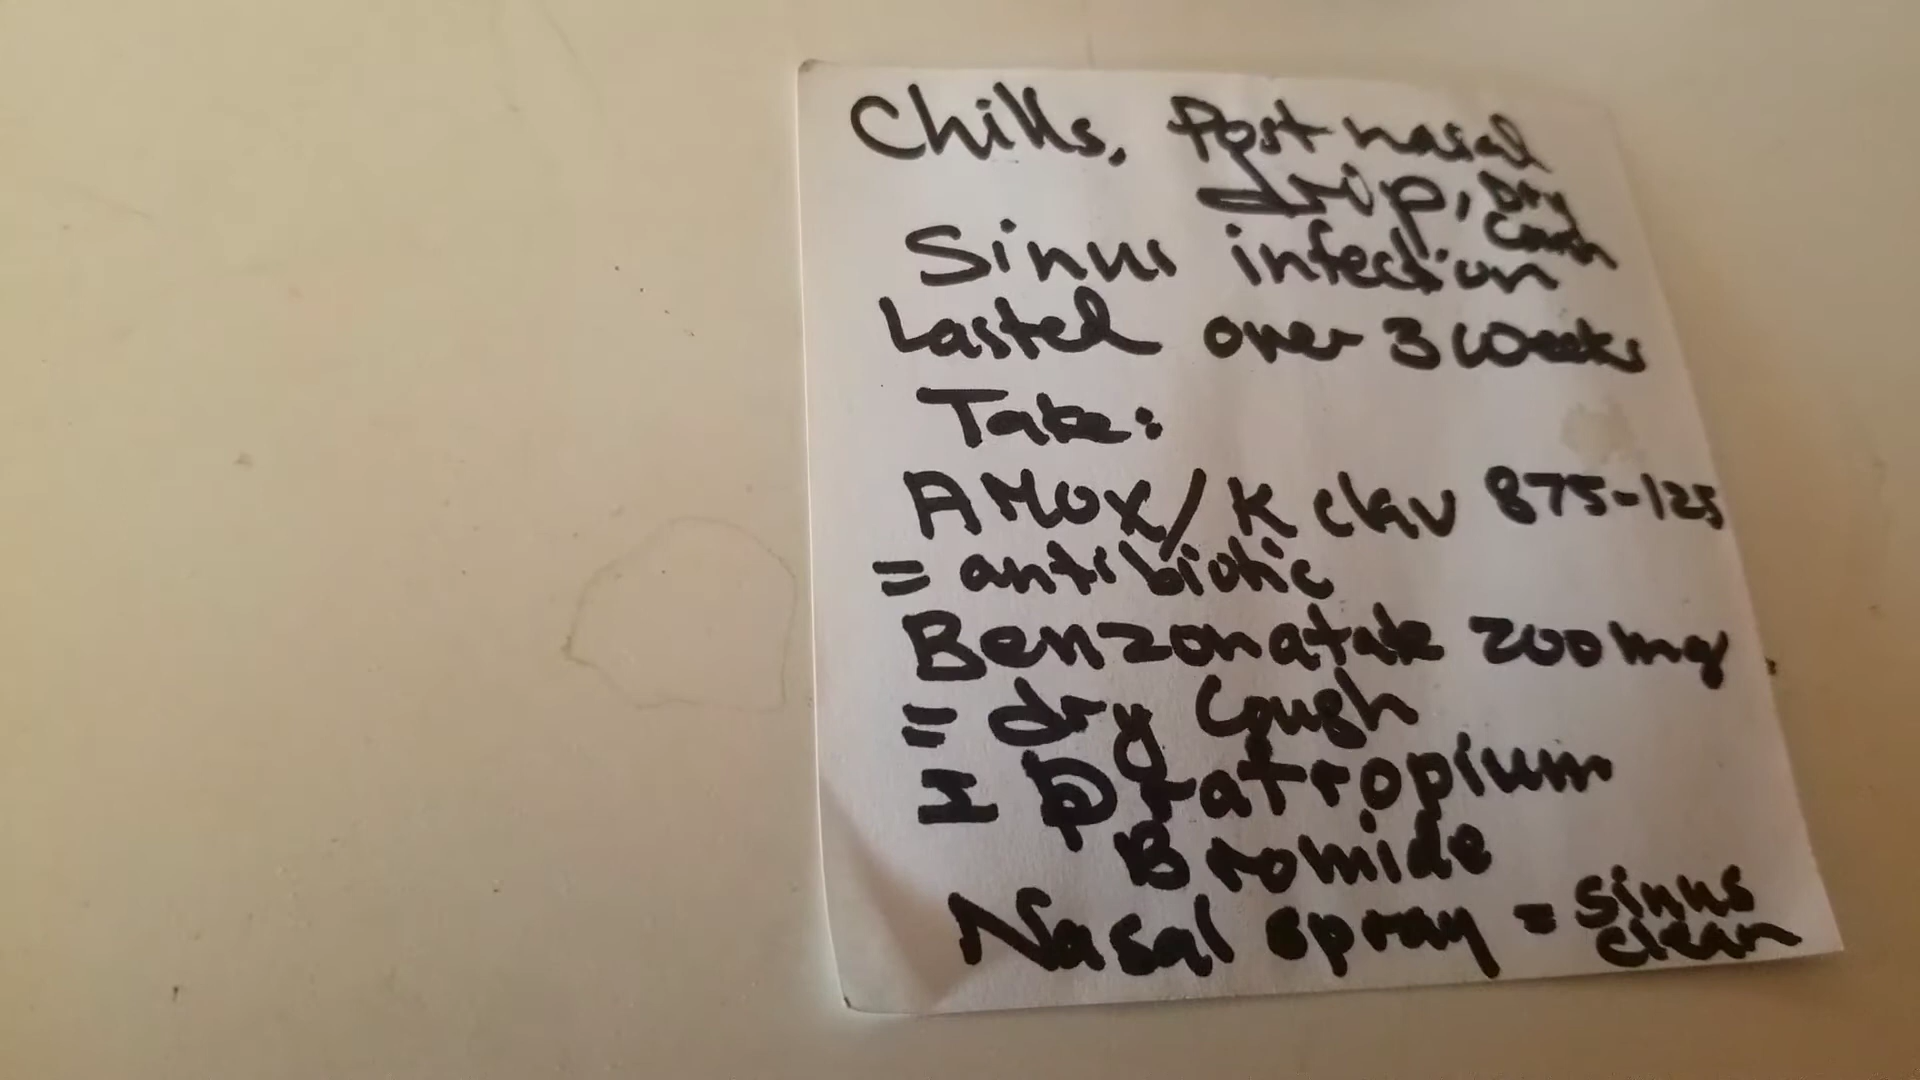 Chills, Post nasal
drip, Dry
Cough
Sinus infection
Lasted over 3 weeks
Take:
AMOX/K clav 875-125
= antibiotic
Benzonatate 200mg
= dry Cough
Ipratropium
Bromide
Nasal spray = sinus
clear